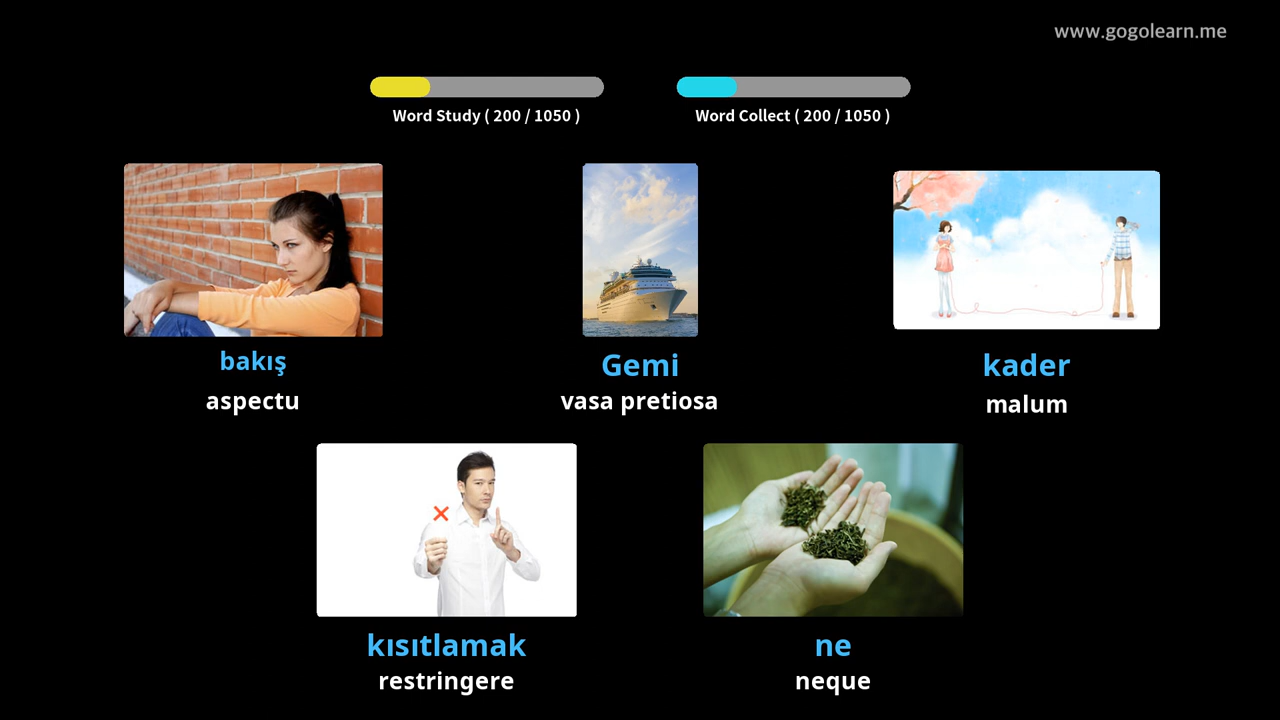 www.gogolearn.me
Word Study ( 200 / 1050 )
Word Collect ( 200 / 1050 )
bakış
aspectu
Gemi
vasa pretiosa
kader
malum
kısıtlamak
restringere
ne
neque